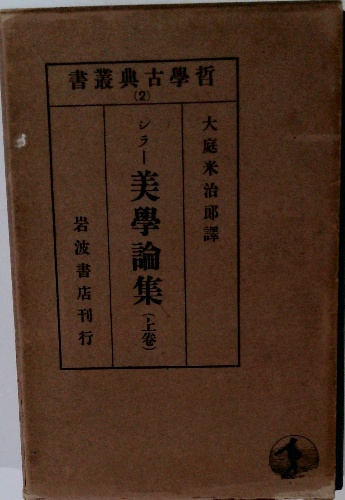 哲學古典叢書
(2)
大庭米治郎譯
シラー
美學論集(上卷)
岩波書店刊行